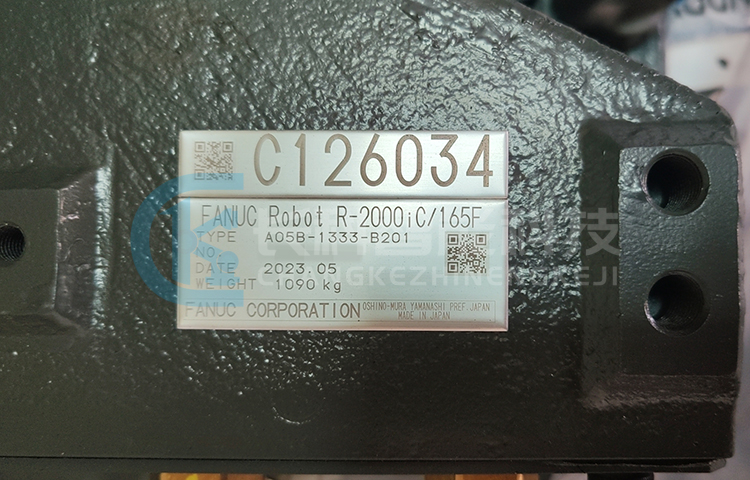 C126034
FANUC Robot R-2000iC/165F
TYPE A05B-1333-B201
NO.
DATE 2023.05
WEIGHT 1090 kg
FANUC CORPORATION
OSHINO-MURA YAMANASHI PREF. JAPAN
MADE IN JAPAN